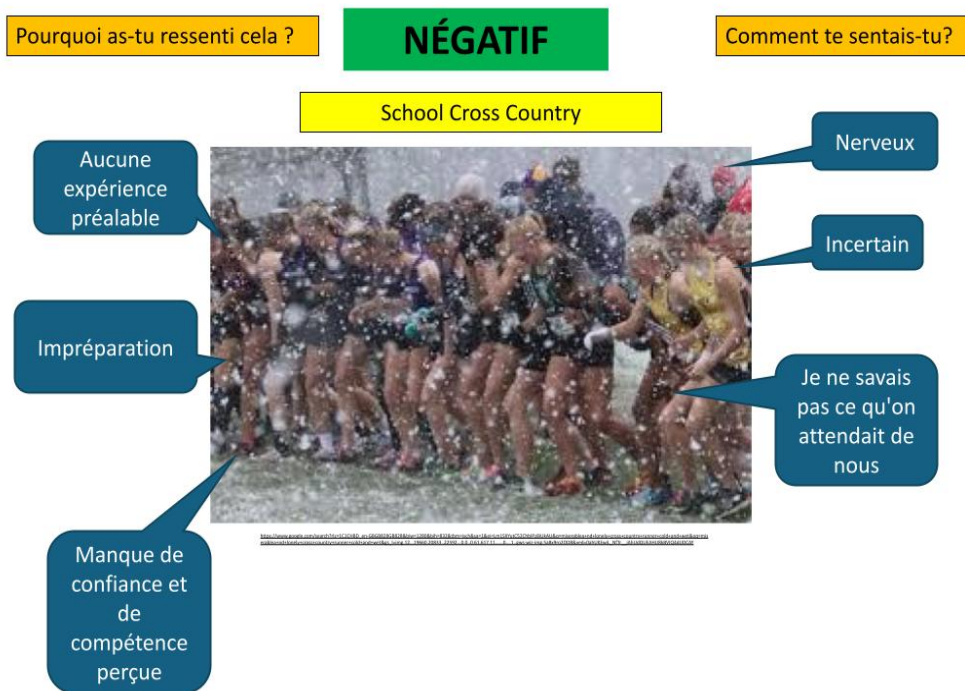 Pourquoi as-tu ressenti cela ?
NÉGATIF
Comment te sentais-tu?
School Cross Country
Aucune
expérience
préalable
Nerveux
Incertain
Impréparation
Je ne savais
pas ce qu'on
attendait de
nous
Manque de
confiance et
de
compétence
perçue